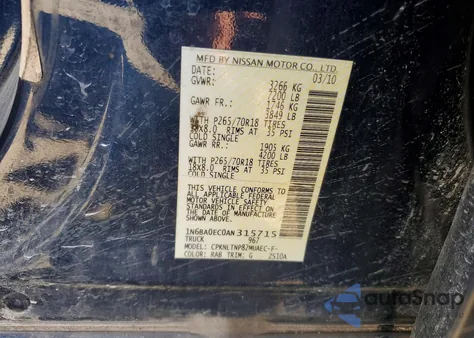 MFD BY NISSAN MOTOR CO., LTD.
DATE: 03/10
GVWR: 3266 KG
7200 LB
GAWR FR.: 1746 KG
3849 LB
WITH P265/70R18 TIRES
18X8.0 RIMS AT 35 PSI
COLD SINGLE
GAWR RR.: 1905 KG
4200 LB
WITH P265/70R18 TIRES
18X8.0 RIMS AT 35 PSI
COLD SINGLE
THIS VEHICLE CONFORMS TO
ALL APPLICABLE FEDERAL
MOTOR VEHICLE SAFETY
STANDARDS IN EFFECT ON
THE DATE OF MANUFACTURE
SHOWN ABOVE.
1N6BA0EC0AN315715
TRUCK 967
MODEL: CPKNLTNP82MUAEC-F-
COLOR: RAB TRIM: G 2S10A
autoSnap